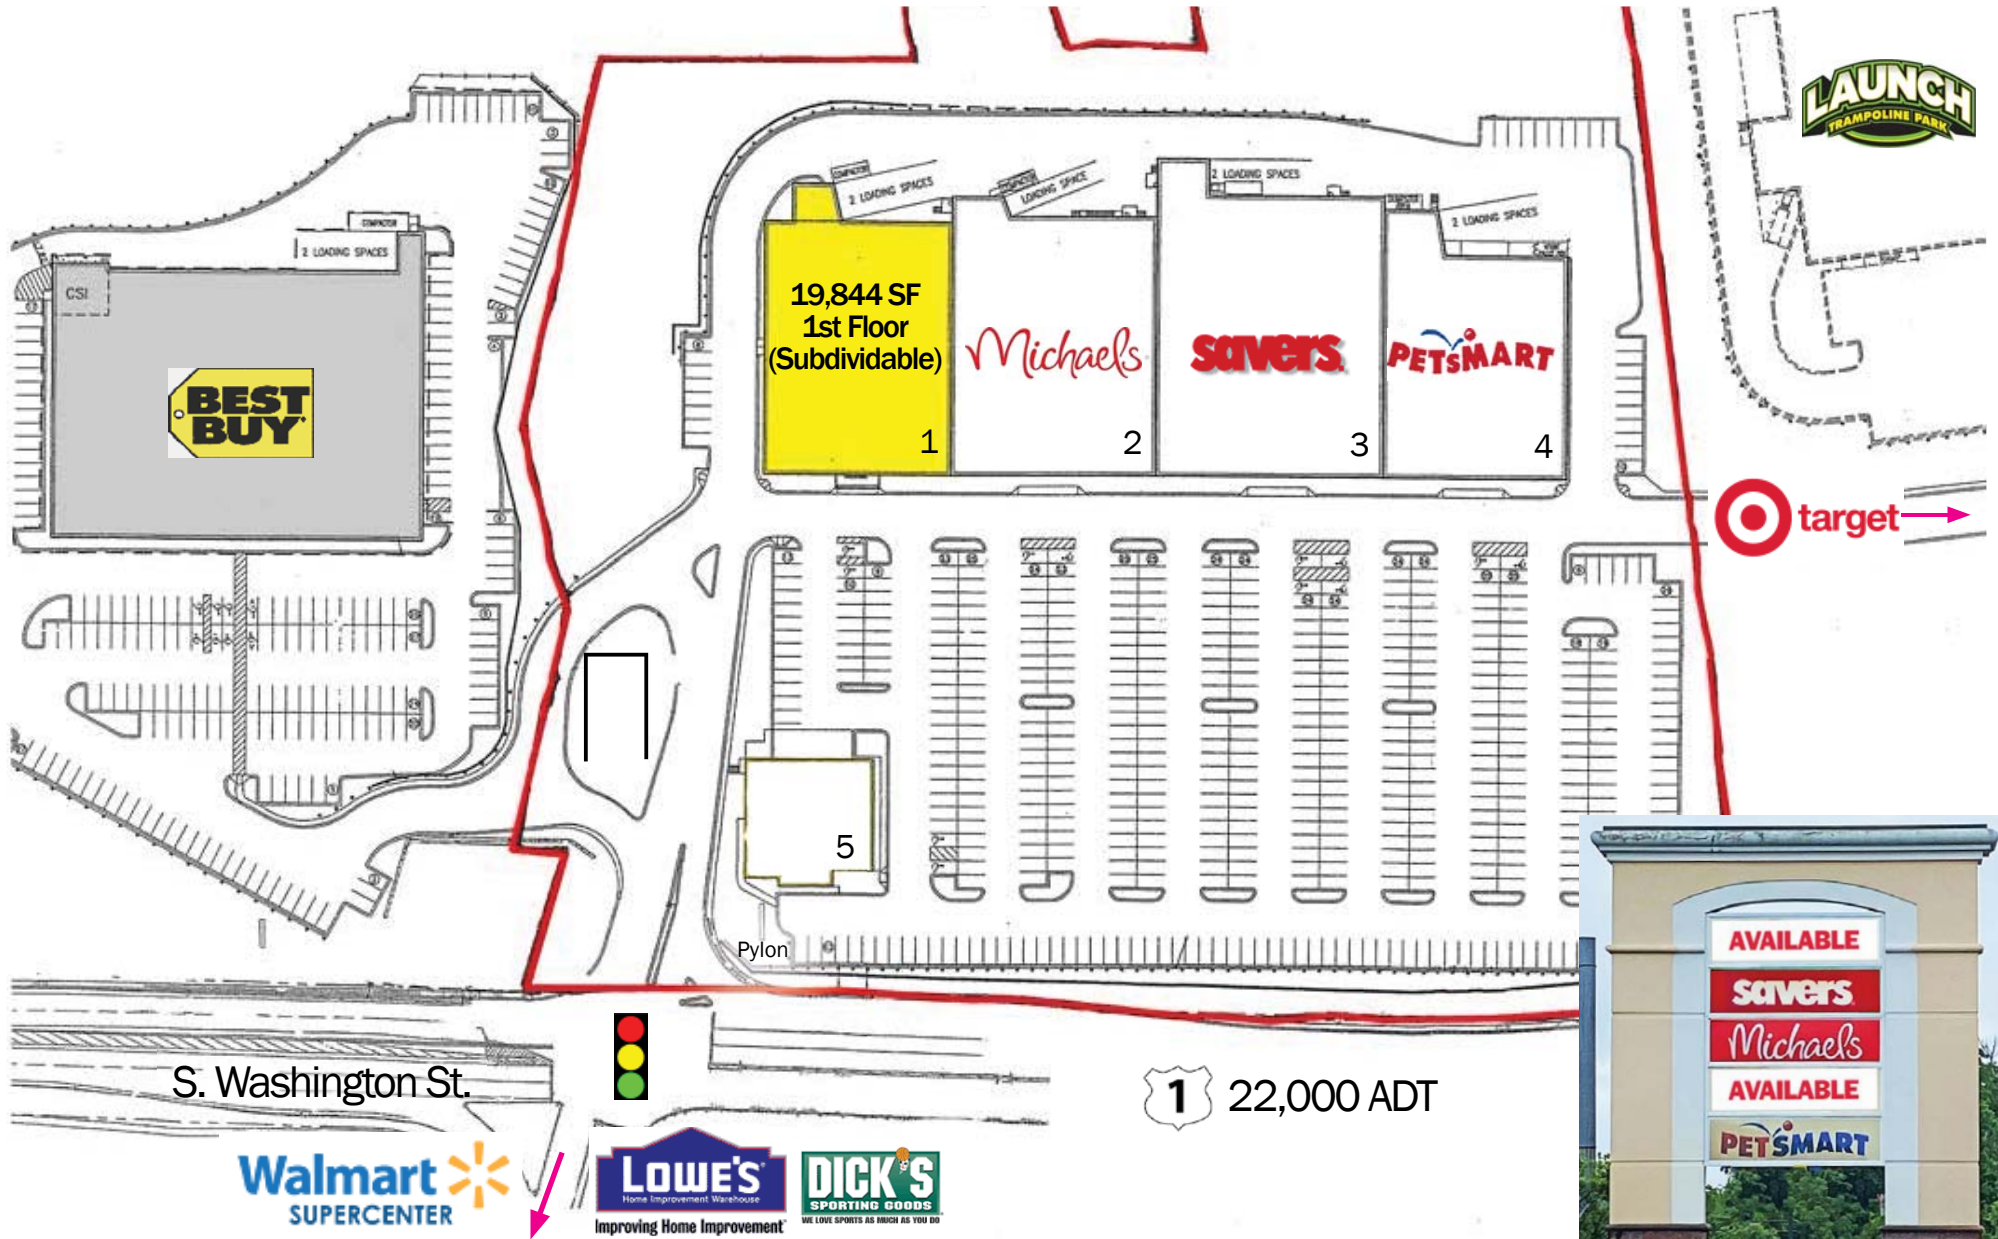 LAUNCH
TRAMPOLINE PARK
COMPACTOR
2 LOADING SPACES
COMPACTOR
LOADING SPACE
2 LOADING SPACES
2 LOADING SPACES
COMPACTOR
2 LOADING SPACES
CSI
BEST
BUY
19,844 SF
1st Floor
(Subdividable)
1
Michaels
2
savers
3
PETSMART
4
target
5
Pylon
AVAILABLE
savers
Michaels
AVAILABLE
PETSMART
S. Washington St.
1
22,000 ADT
Walmart
SUPERCENTER
LOWE'S
Home Improvement Warehouse
Improving Home Improvement
DICK'S
SPORTING GOODS
WE LOVE SPORTS AS MUCH AS YOU DO